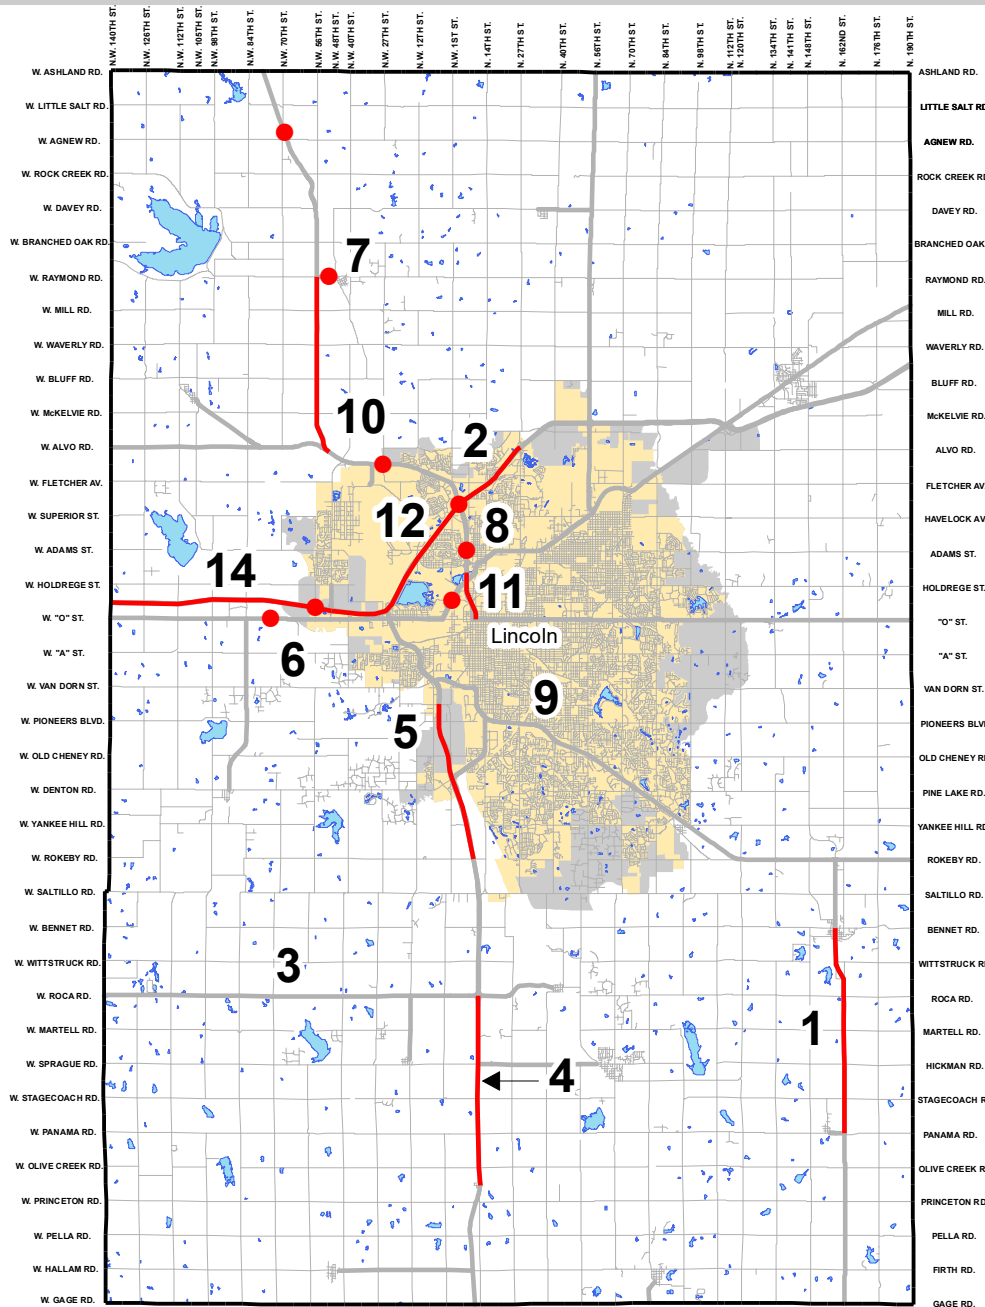 N.W. 140TH ST.
N.W. 126TH ST.
N.W. 112TH ST.
N.W. 105TH ST.
N.W. 98TH ST.
N.W. 84TH ST.
N.W. 70TH ST.
N.W. 56TH ST.
N.W. 48TH ST.
N.W. 40TH ST.
N.W. 27TH ST.
N.W. 12TH ST.
N.W. 1ST ST.
N. 14TH ST.
N. 27TH ST.
N. 40TH ST.
N. 56TH ST.
N. 70TH ST.
N. 84TH ST.
N. 98TH ST.
N. 112TH ST.
N. 120TH ST.
N. 134TH ST.
N. 141TH ST.
N. 148TH ST.
N. 162ND ST.
N. 176TH ST.
N. 190TH ST.
W. ASHLAND RD.
ASHLAND RD.
W. LITTLE SALT RD.
LITTLE SALT RD
W. AGNEW RD.
AGNEW RD.
W. ROCK CREEK RD.
ROCK CREEK RD
W. DAVEY RD.
DAVEY RD.
W. BRANCHED OAK RD.
BRANCHED OAK
7
W. RAYMOND RD.
RAYMOND RD.
W. MILL RD.
MILL RD.
W. WAVERLY RD.
WAVERLY RD.
W. BLUFF RD.
BLUFF RD.
W. McKELVIE RD.
McKELVIE RD.
10
2
W. ALVO RD.
ALVO RD.
W. FLETCHER AV.
FLETCHER AV
W. SUPERIOR ST.
HAVELOCK AV
12
8
W. ADAMS ST.
ADAMS ST.
14
W. HOLDREGE ST.
HOLDREGE ST.
11
W. "O" ST.
"O" ST.
Lincoln
W. "A" ST.
"A" ST.
6
W. VAN DORN ST.
VAN DORN ST.
9
W. PIONEERS BLVD.
PIONEERS BLV
5
W. OLD CHENEY RD.
OLD CHENEY R
W. DENTON RD.
PINE LAKE RD.
W. YANKEE HILL RD.
YANKEE HILL RD
W. ROKEBY RD.
ROKEBY RD.
W. SALTILLO RD.
SALTILLO RD.
W. BENNET RD.
BENNET RD.
3
W. WITTSTRUCK RD.
WITTSTRUCK R
W. ROCA RD.
ROCA RD.
W. MARTELL RD.
1
MARTELL RD.
W. SPRAGUE RD.
HICKMAN RD.
4
W. STAGECOACH RD.
STAGECOACH R
W. PANAMA RD.
PANAMA RD.
W. OLIVE CREEK RD.
OLIVE CREEK R
W. PRINCETON RD.
PRINCETON RD.
W. PELLA RD.
PELLA RD.
W. HALLAM RD.
FIRTH RD.
W. GAGE RD.
GAGE RD.